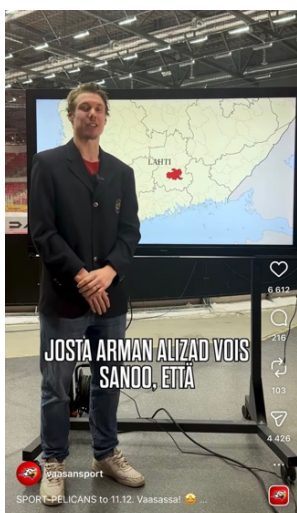 LAHTI
JOSTA ARMAN ALIZAD VOIS
SANOO, ETTÄ
6 612
216
103
4 426
vaasansport
SPORT-PELICANS to 11.12. Vaasassa! 🤩 ...